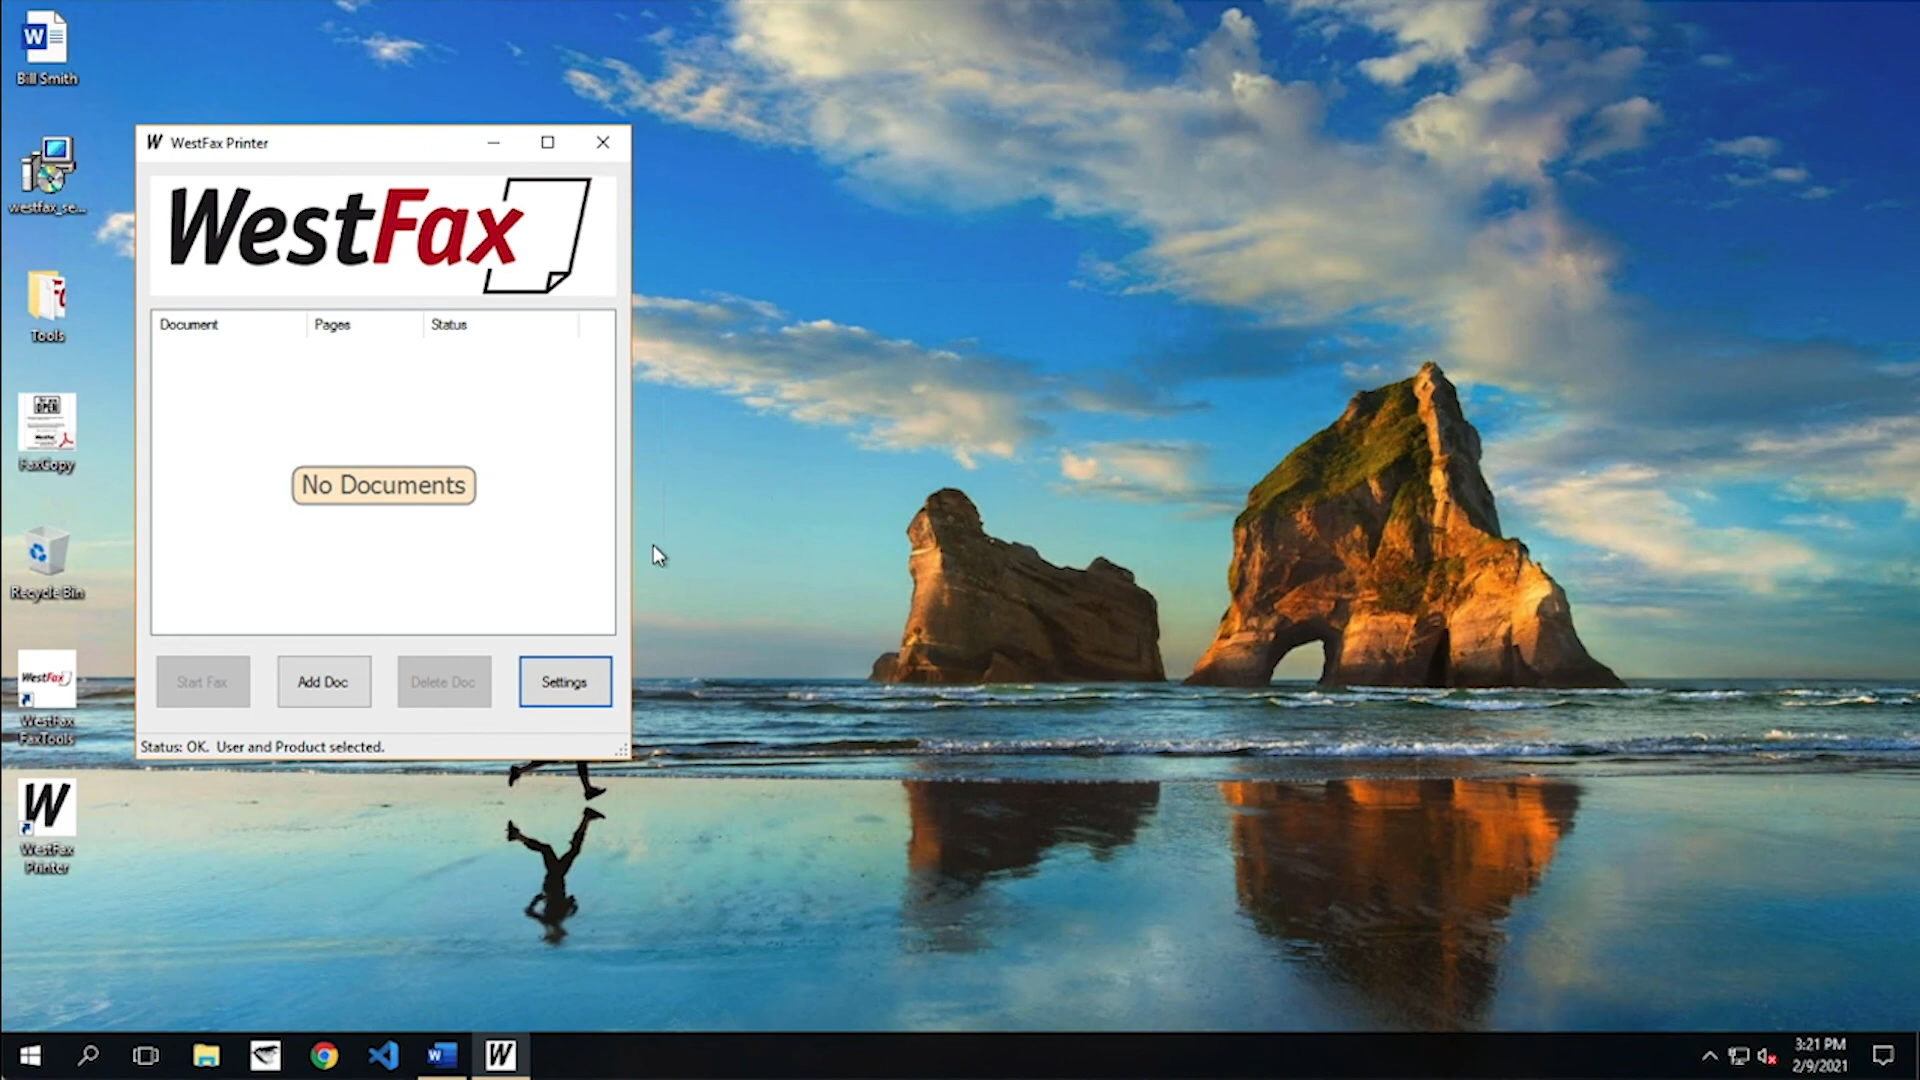 Bill Smith
westfax_se...
Tools
OPEN
FaxCopy
Recycle Bin
WestFax
WestFax
FaxTools
W
WestFax
Printer
W WestFax Printer
WestFax
Document Pages Status
No Documents
Start Fax Add Doc Delete Doc Settings
Status: OK. User and Product selected.
3:21 PM
2/9/2021